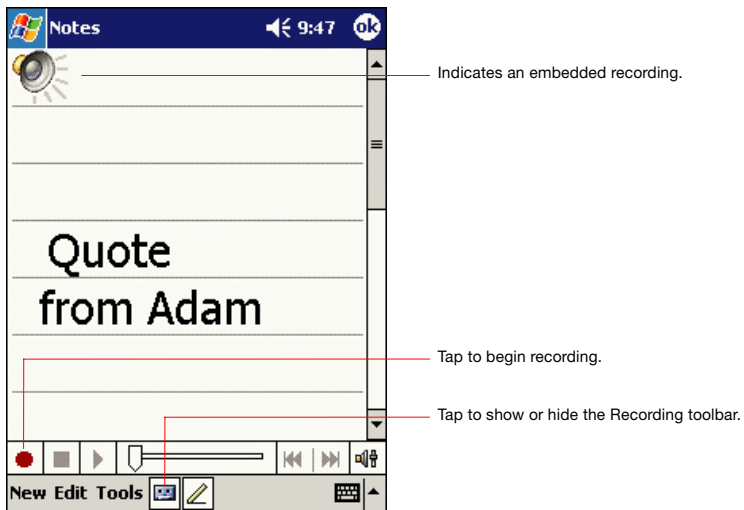 Notes 9:47 ok
Indicates an embedded recording.
Quote
from Adam
Tap to begin recording.
Tap to show or hide the Recording toolbar.
New Edit Tools